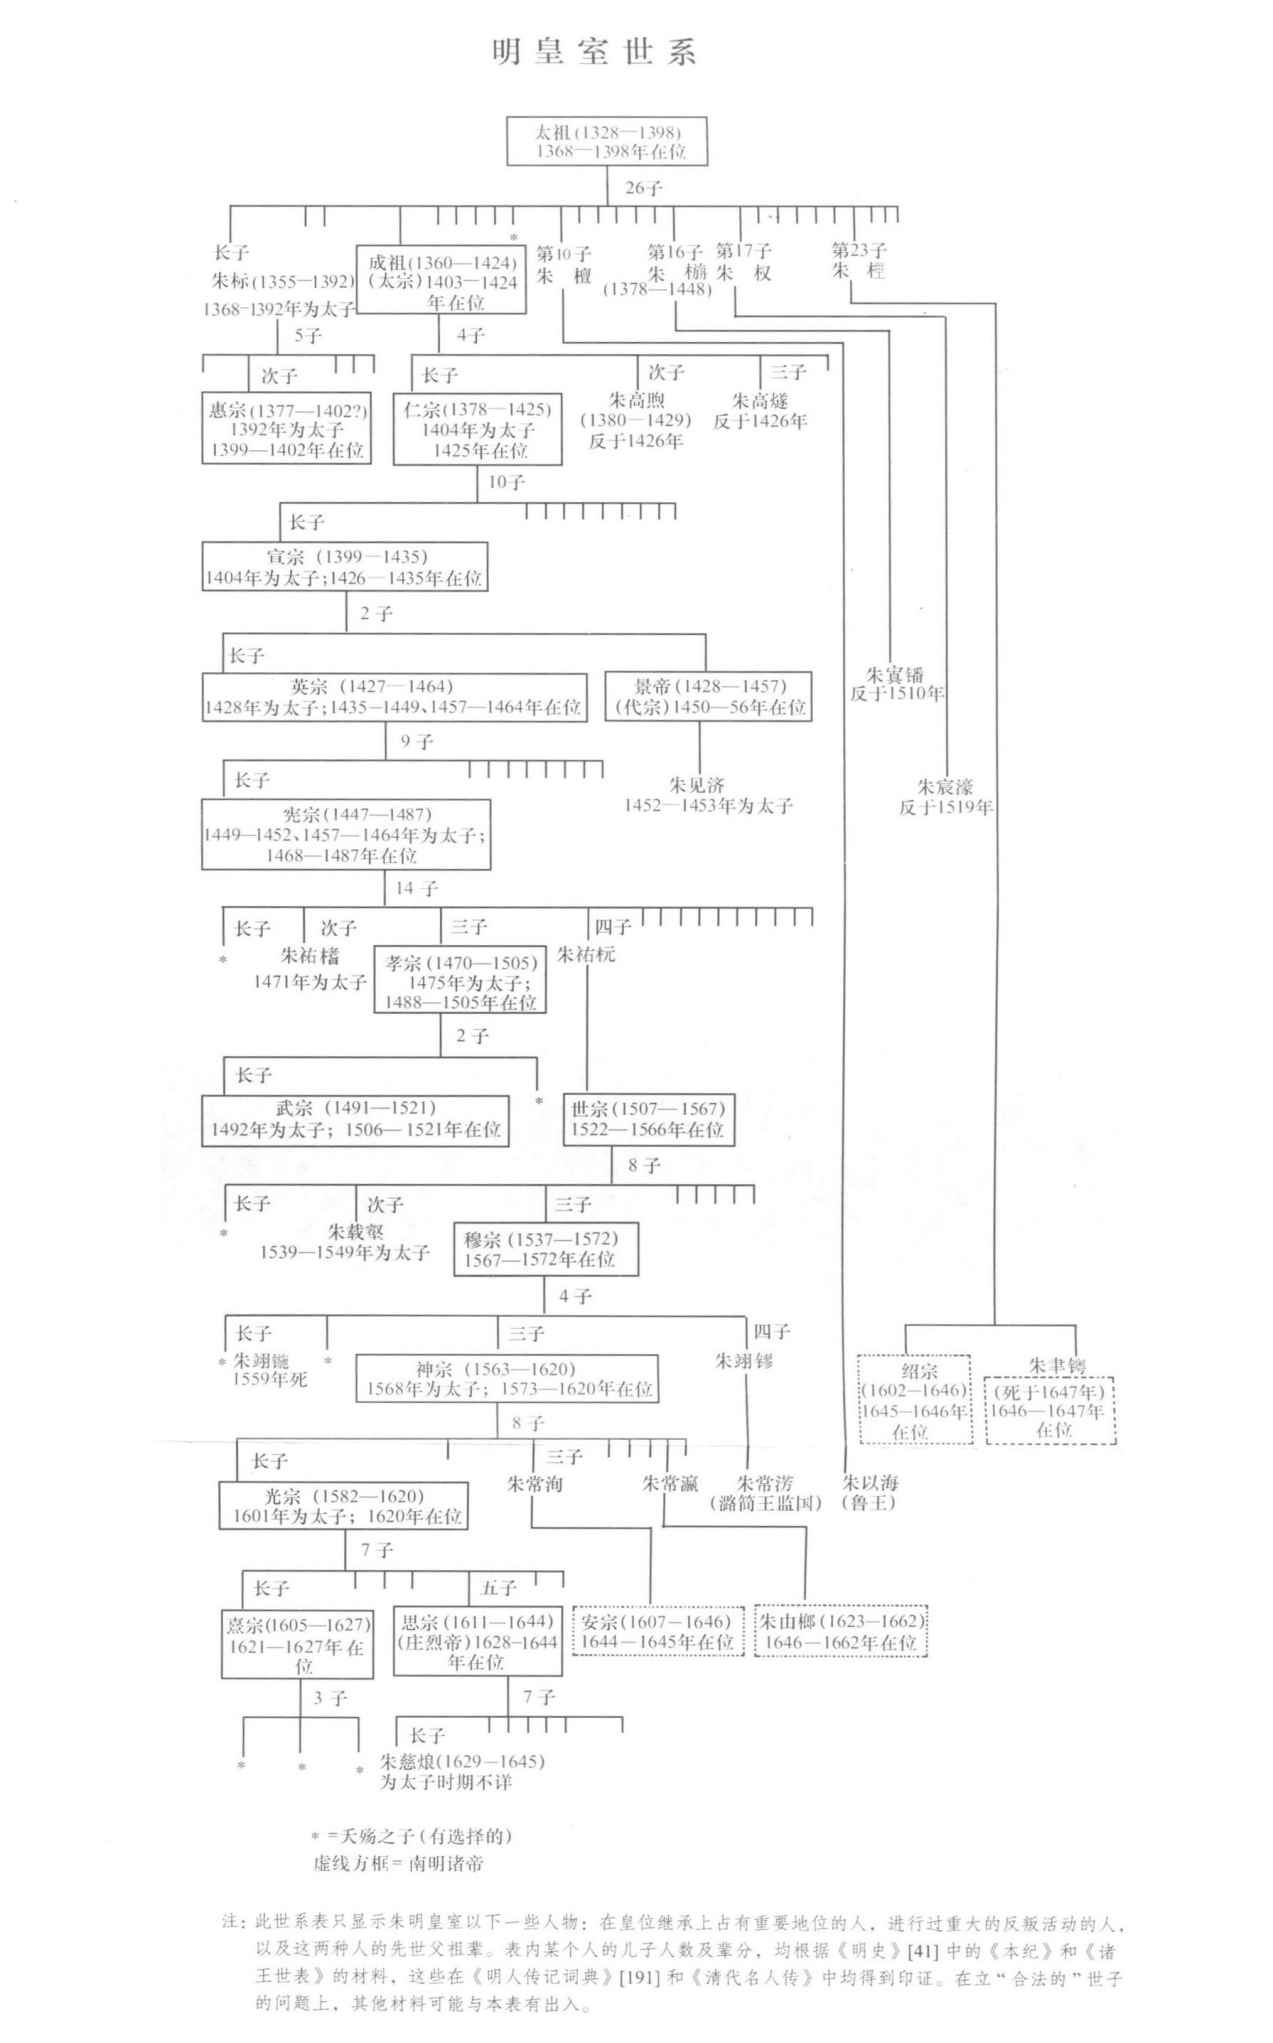 明皇室世系
太祖(1328—1398)
1368—1398年在位
26子
长子
朱标(1355—1392)
1368-1392年为太子
*
成祖(1360—1424)
(太宗)1403—1424
年在位
第10子
朱 檀
第16子
朱 㮵
(1378—1448)
第17子
朱 权
第23子
朱 桱
5子
4子
次子
长子
次子
三子
惠宗(1377—1402?)
1392年为太子
1399—1402年在位
仁宗(1378—1425)
1404年为太子
1425年在位
朱高煦
(1380—1429)
反于1426年
朱高燧
反于1426年
10子
长子
宣宗 (1399—1435)
1404年为太子;1426—1435年在位
2 子
长子
英宗 (1427—1464)
1428年为太子;1435—1449、1457—1464年在位
景帝(1428—1457)
(代宗)1450—56年在位
朱寘鐇
反于1510年
9 子
长子
朱见济
1452—1453年为太子
朱宸濠
反于1519年
宪宗(1447—1487)
1449—1452、1457—1464年为太子;
1468—1487年在位
14 子
长子
*
次子
朱祐
1471年为太子
三子
孝宗(1470—1505)
1475年为太子;
1488—1505年在位
四子
朱祐杬
2 子
长子
*
武宗 (1491—1521)
1492年为太子; 1506—1521年在位
世宗(1507—1567)
1522—1566年在位
8 子
长子
*
次子
朱载壑
1539—1549年为太子
三子
穆宗 (1537—1572)
1567—1572年在位
4 子
长子
* 朱翊
1559年死
*
三子
神宗 (1563—1620)
1568年为太子; 1573—1620年在位
四子
朱翊镠
绍宗
(1602—1646)
1645—1646年
在位
朱聿
(死于1647年)
1646—1647年
在位
8 子
长子
三子
朱常洵
朱常瀛
朱常淓
(潞简王监国)
朱以海
(鲁王)
光宗 (1582—1620)
1601年为太子; 1620年在位
7 子
长子
五子
熹宗(1605—1627)
1621—1627年在
位
思宗(1611—1644)
(庄烈帝)1628-1644
年在位
安宗(1607—1646)
1644—1645年在位
朱由榔(1623—1662)
1646—1662年在位
3 子
7 子
*
*
*
长子
朱慈烺(1629—1645)
为太子时期不详
* =夭殇之子(有选择的)
虚线方框= 南明诸帝
注: 此世系表只显示朱明皇室以下一些人物: 在皇位继承上占有重要地位的人, 进行过重大的反叛活动的人,
以及这两种人的先世父祖辈。表内某个人的儿子人数及辈分, 均根据《明史》[41] 中的《本纪》和《诸
王世表》的材料, 这些在《明人传记词典》[191] 和《清代名人传》中均得到印证。在立“合法的”世子
的问题上, 其他材料可能与本表有出入。